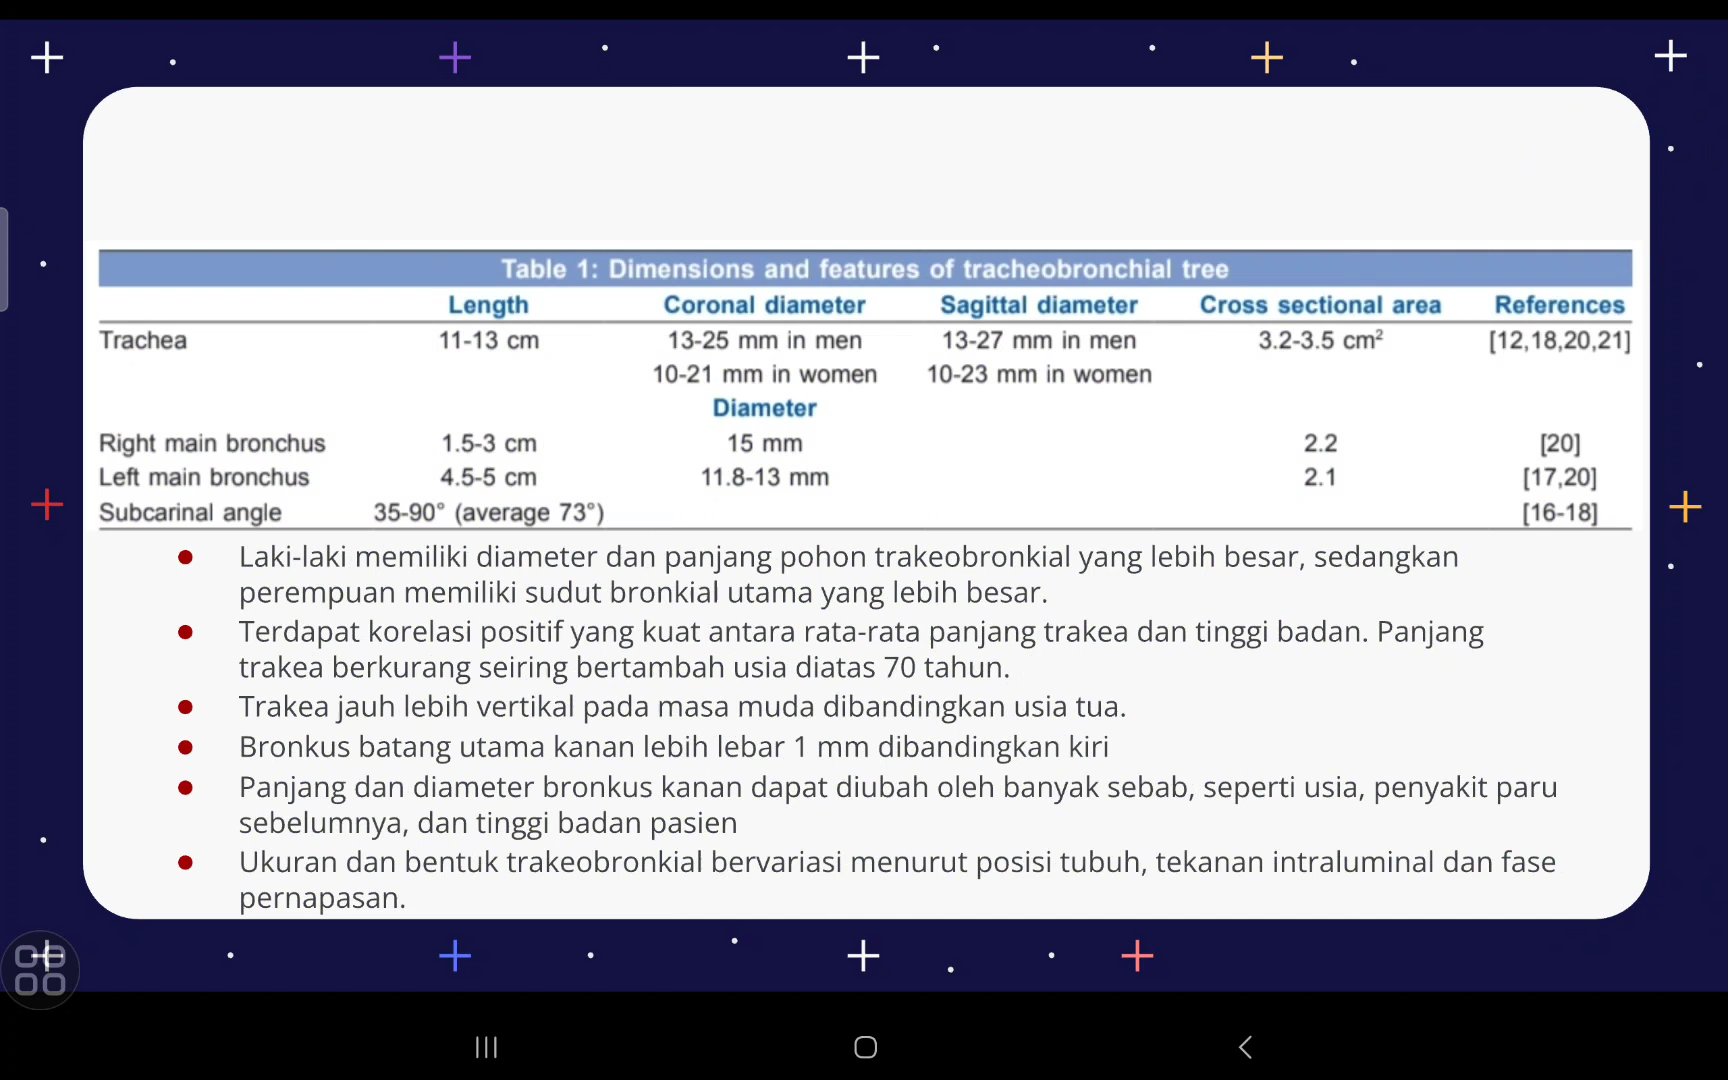 Table 1: Dimensions and features of tracheobronchial tree
Length Coronal diameter Sagittal diameter Cross sectional area References
Trachea 11-13 cm 13-25 mm in men 13-27 mm in men 3.2-3.5 cm² [12,18,20,21]
10-21 mm in women 10-23 mm in women
Diameter
Right main bronchus 1.5-3 cm 15 mm 2.2 [20]
Left main bronchus 4.5-5 cm 11.8-13 mm 2.1 [17,20]
Subcarinal angle 35-90° (average 73°) [16-18]
● Laki-laki memiliki diameter dan panjang pohon trakeobronkial yang lebih besar, sedangkan
perempuan memiliki sudut bronkial utama yang lebih besar.
● Terdapat korelasi positif yang kuat antara rata-rata panjang trakea dan tinggi badan. Panjang
trakea berkurang seiring bertambah usia diatas 70 tahun.
● Trakea jauh lebih vertikal pada masa muda dibandingkan usia tua.
● Bronkus batang utama kanan lebih lebar 1 mm dibandingkan kiri
● Panjang dan diameter bronkus kanan dapat diubah oleh banyak sebab, seperti usia, penyakit paru
sebelumnya, dan tinggi badan pasien
● Ukuran dan bentuk trakeobronkial bervariasi menurut posisi tubuh, tekanan intraluminal dan fase
pernapasan.